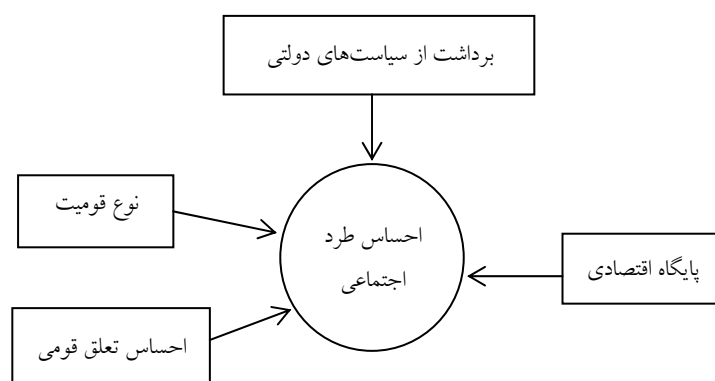 برداشت از سیاست‌های دولتی
نوع قومیت
احساس طرد
اجتماعی
پایگاه اقتصادی
احساس تعلق قومی